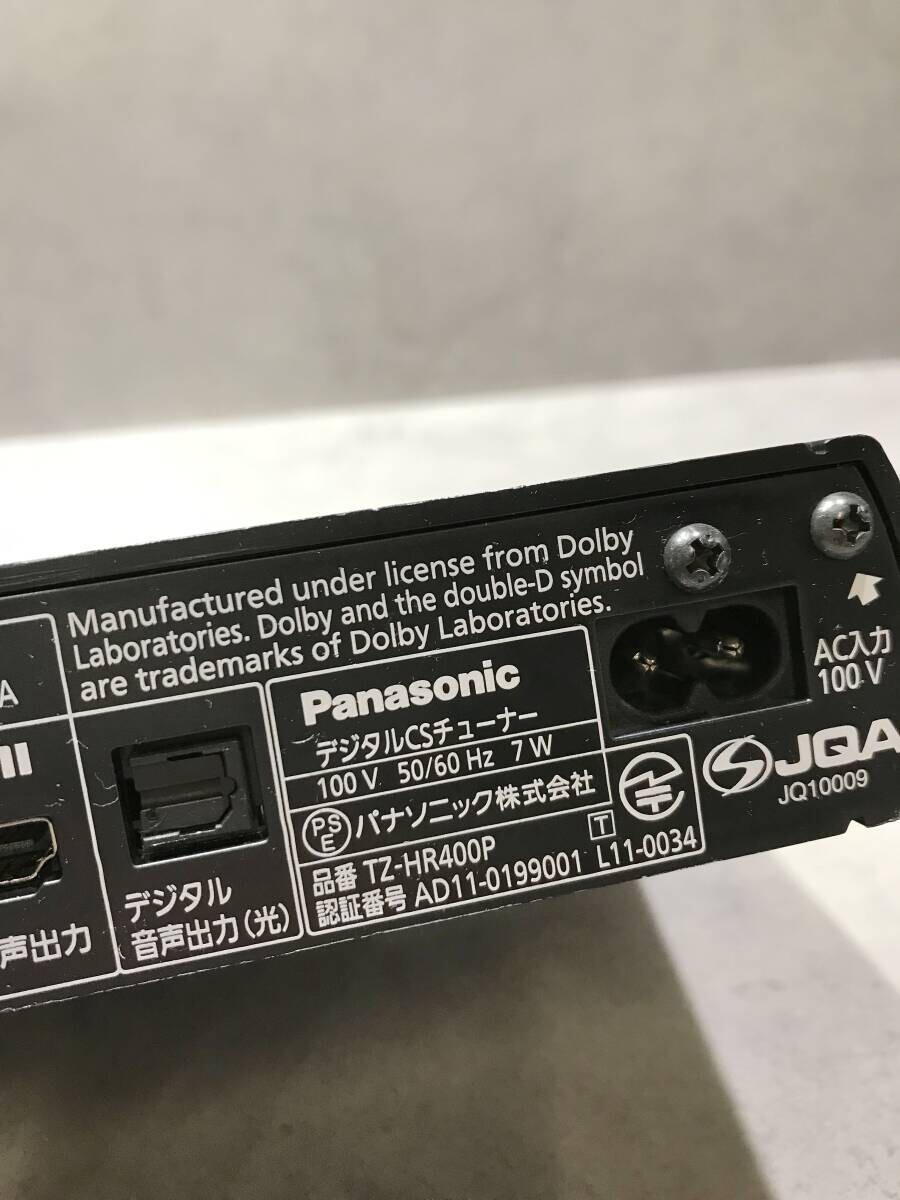 Manufactured under license from Dolby
Laboratories. Dolby and the double-D symbol
are trademarks of Dolby Laboratories.
A
AC入力
100 V
Panasonic
デジタルCSチューナー
100 V 50/60 Hz 7 W
PSE パナソニック株式会社
T
品番 TZ-HR400P
認証番号 AD11-0199001 L11-0034
JQA
JQ10009
デジタル
音声出力(光)
声出力